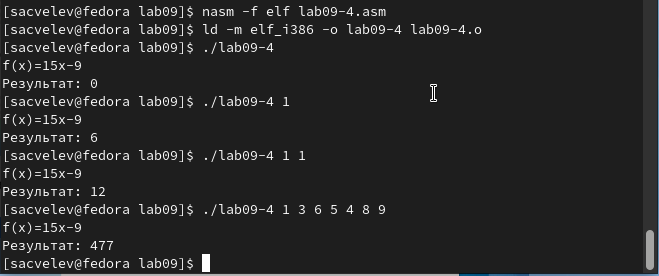 [sacvelev@fedora lab09]$ nasm -f elf lab09-4.asm
[sacvelev@fedora lab09]$ ld -m elf_i386 -o lab09-4 lab09-4.o
[sacvelev@fedora lab09]$ ./lab09-4
f(x)=15x-9
Результат: 0
[sacvelev@fedora lab09]$ ./lab09-4 1
f(x)=15x-9
Результат: 6
[sacvelev@fedora lab09]$ ./lab09-4 1 1
f(x)=15x-9
Результат: 12
[sacvelev@fedora lab09]$ ./lab09-4 1 3 6 5 4 8 9
f(x)=15x-9
Результат: 477
[sacvelev@fedora lab09]$